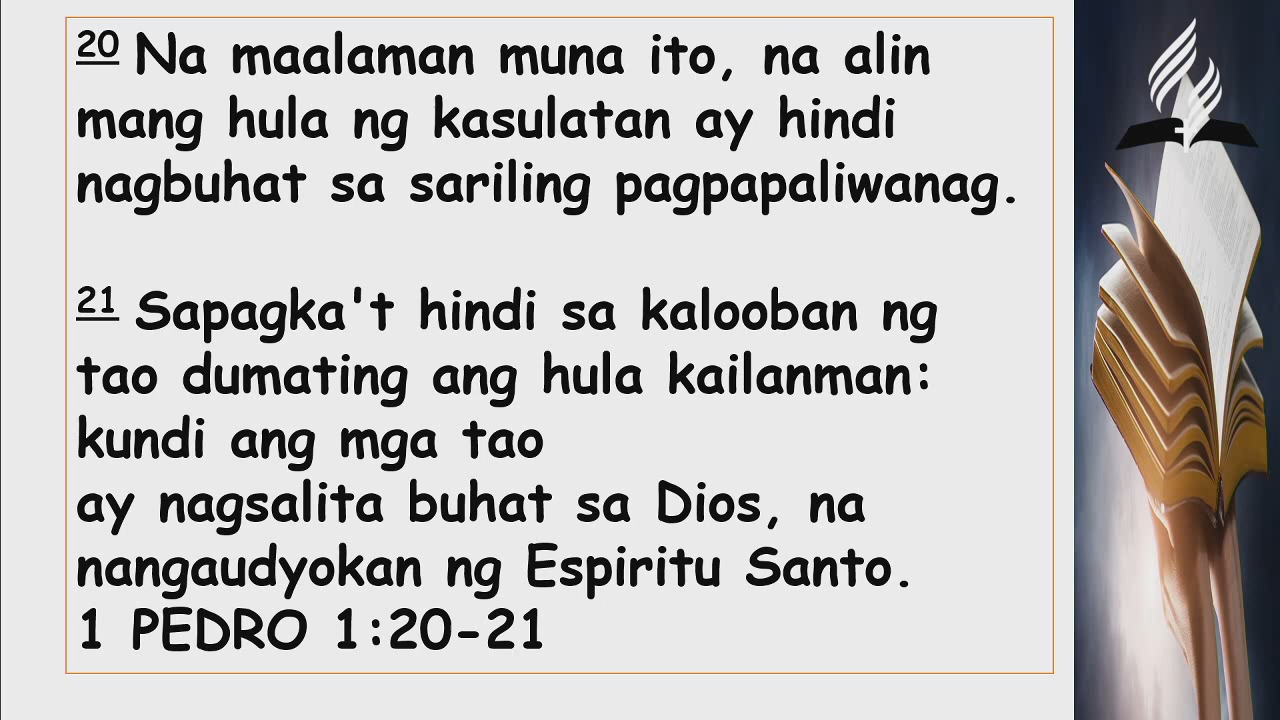 20 Na maalaman muna ito, na alin
mang hula ng kasulatan ay hindi
nagbuhat sa sariling pagpapaliwanag.
21 Sapagka't hindi sa kalooban ng
tao dumating ang hula kailanman:
kundi ang mga tao
ay nagsalita buhat sa Dios, na
nangaudyokan ng Espiritu Santo.
1 PEDRO 1:20-21